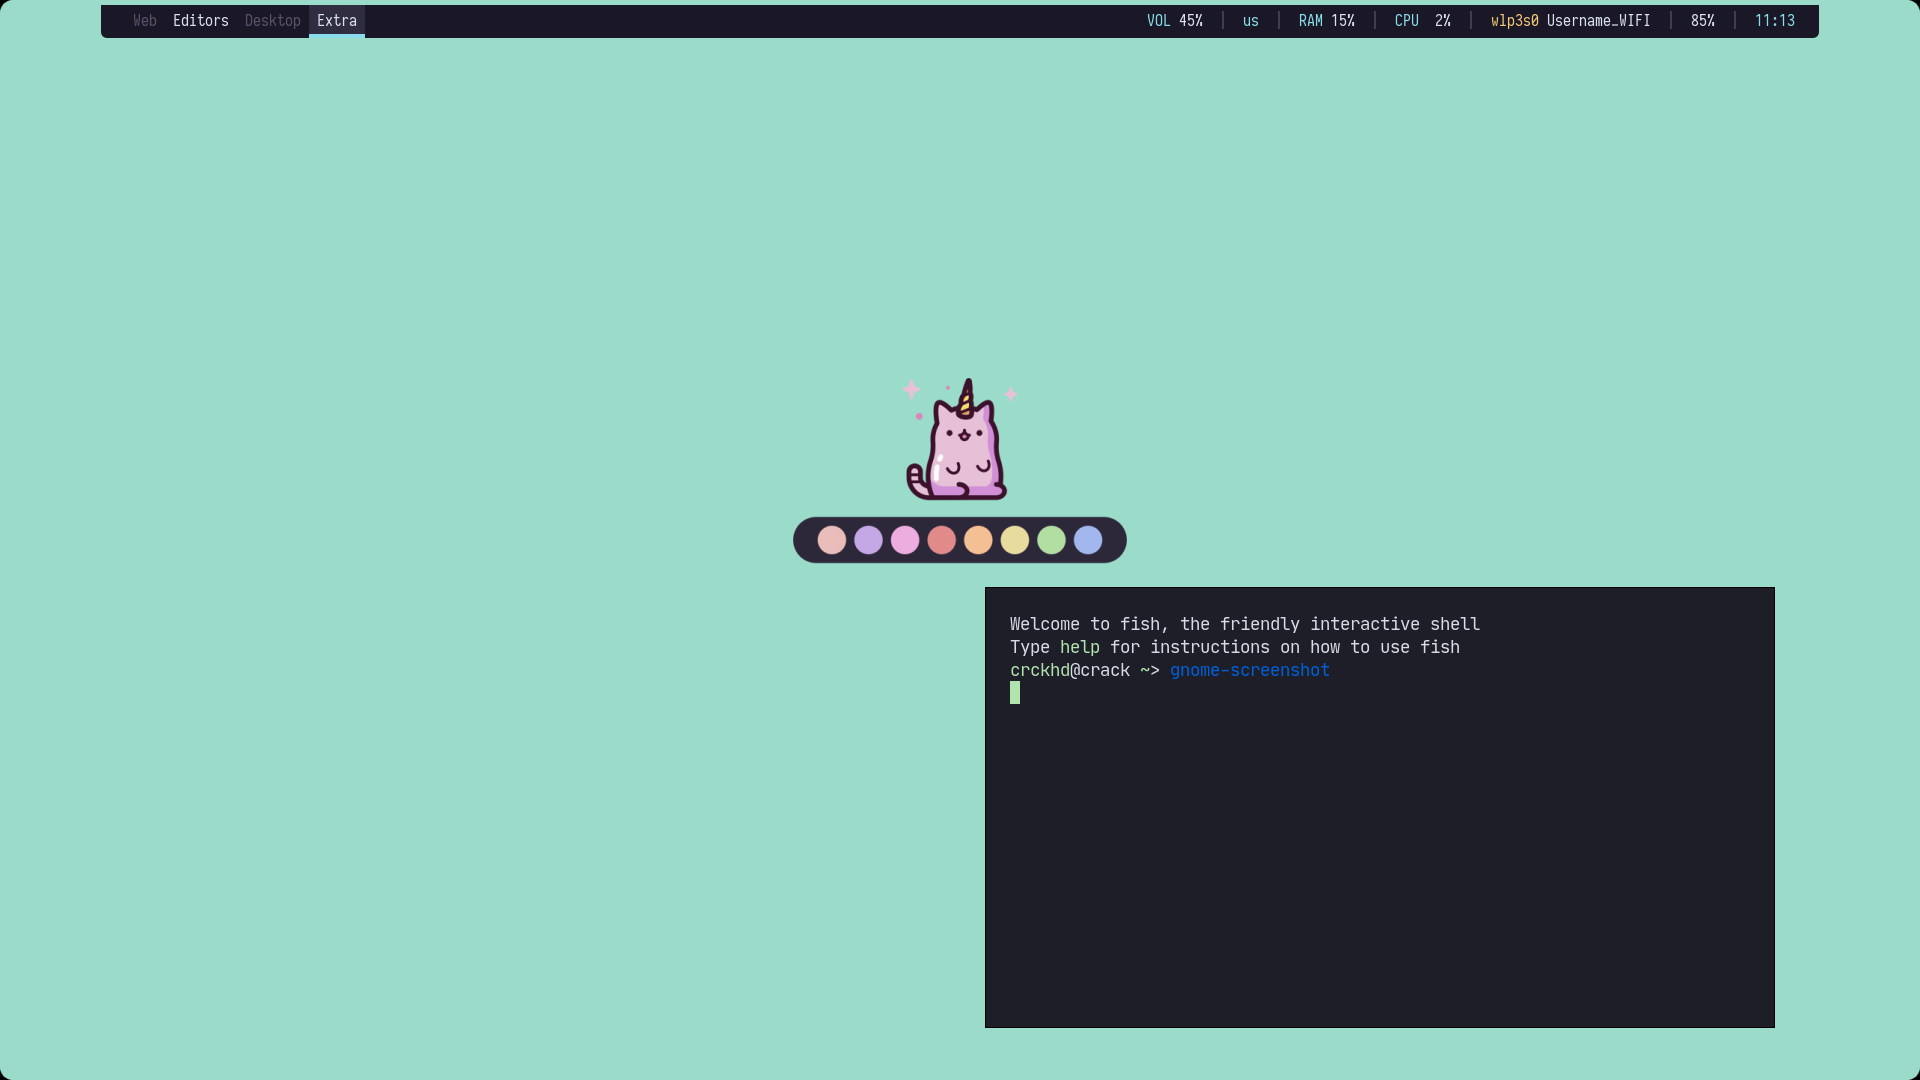 Web Editors Desktop Extra VOL 45% | us | RAM 15% | CPU 2% | wlp3s0 Username_WIFI | 85% | 11:13
Welcome to fish, the friendly interactive shell
Type help for instructions on how to use fish
crckhd@crack ~> gnome-screenshot